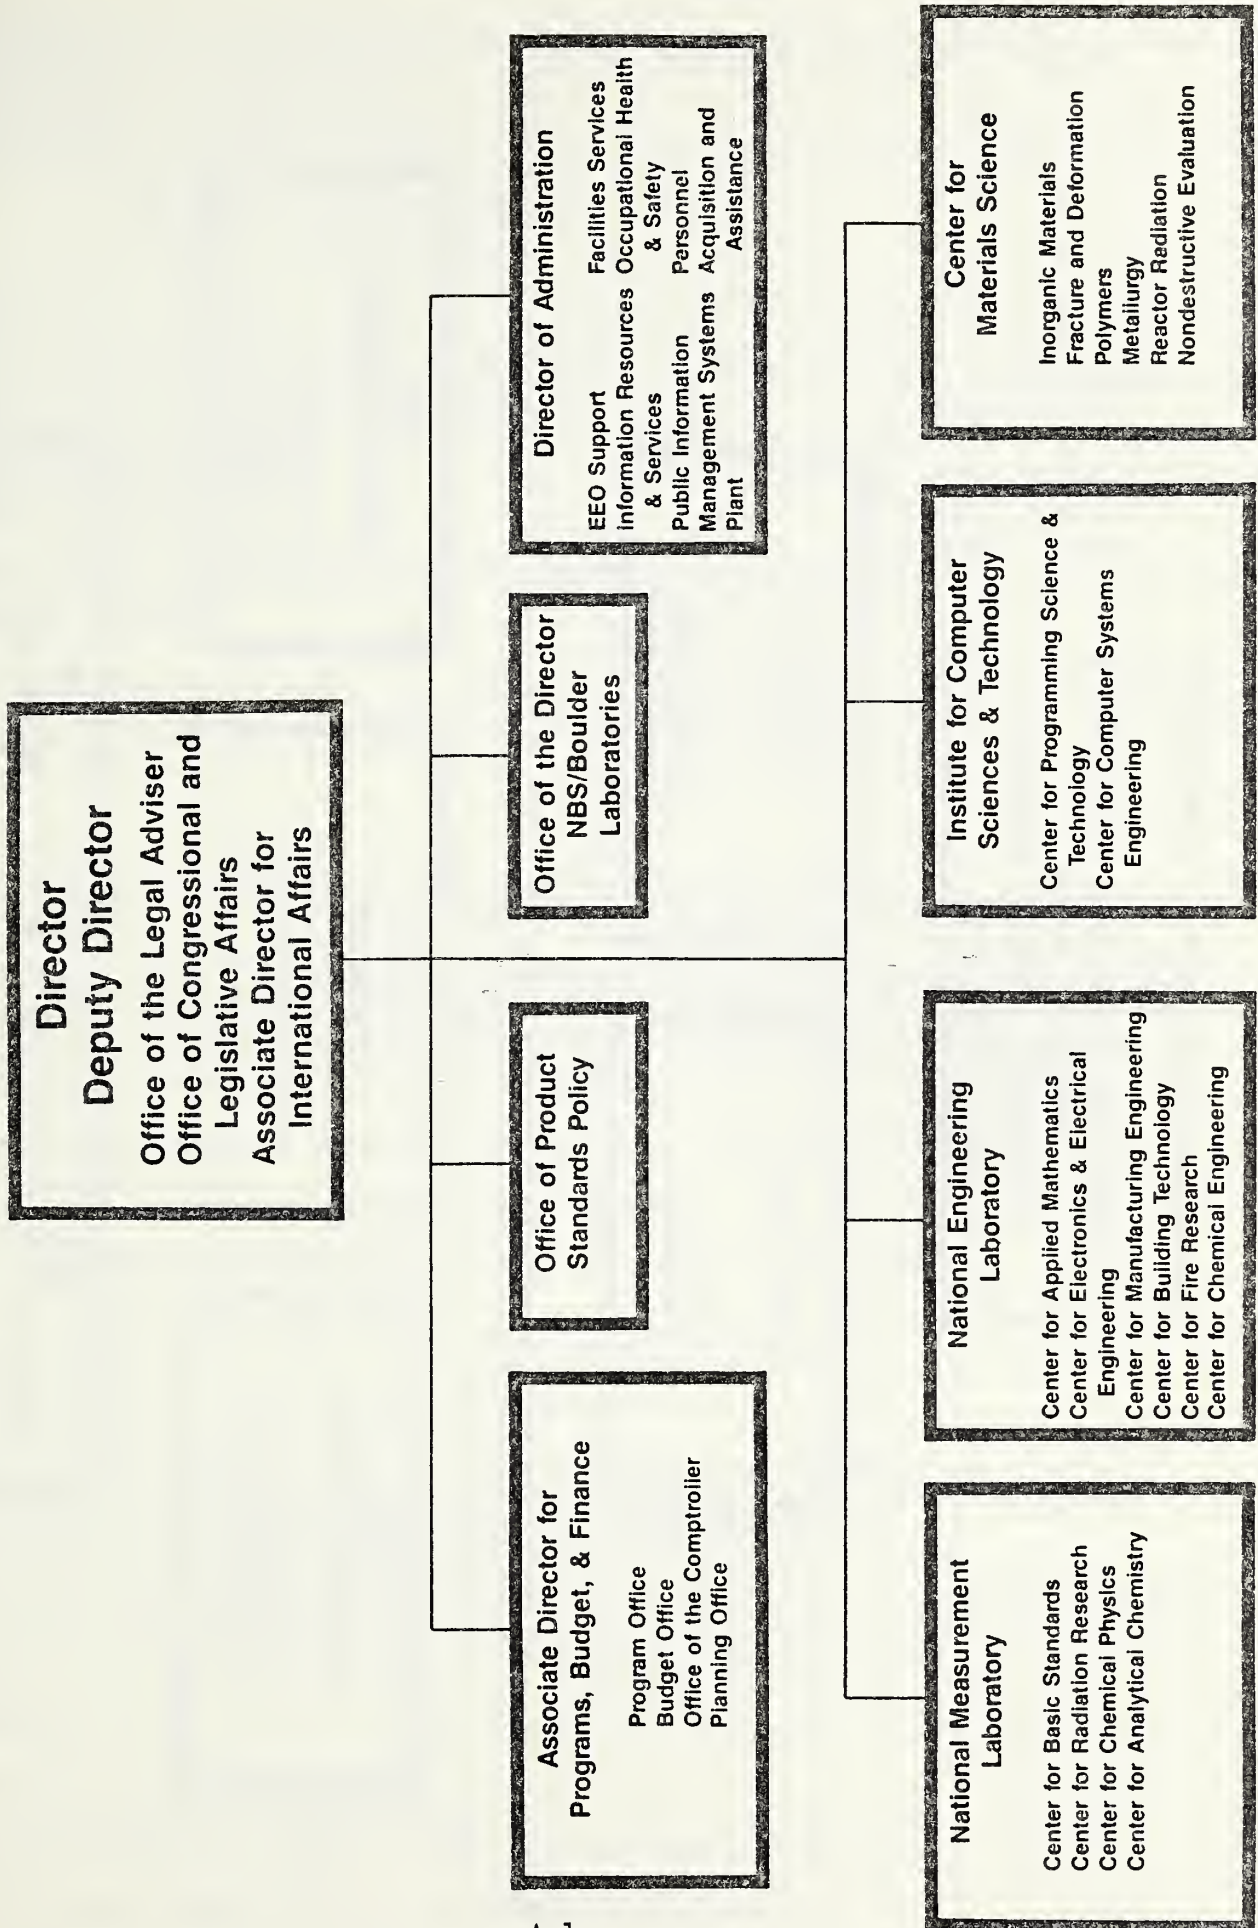 Director
Deputy Director
Office of the Legal Adviser
Office of Congressional and
Legislative Affairs
Associate Director for
International Affairs
Associate Director for
Programs, Budget, & Finance
Program Office
Budget Office
Office of the Comptroller
Planning Office
Office of Product
Standards Policy
Office of the Director
NBS/Boulder
Laboratories
Director of Administration
EEO Support
Information Resources
& Services
Public Information
Management Systems
Plant
Facilities Services
Occupational Health
& Safety
Personnel
Acquisition and
Assistance
National Measurement
Laboratory
Center for Basic Standards
Center for Radiation Research
Center for Chemical Physics
Center for Analytical Chemistry
National Engineering
Laboratory
Center for Applied Mathematics
Center for Electronics & Electrical
Engineering
Center for Manufacturing Engineering
Center for Building Technology
Center for Fire Research
Center for Chemical Engineering
Institute for Computer
Sciences & Technology
Center for Programming Science &
Technology
Center for Computer Systems
Engineering
Center for
Materials Science
Inorganic Materials
Fracture and Deformation
Polymers
Metallurgy
Reactor Radiation
Nondestructive Evaluation